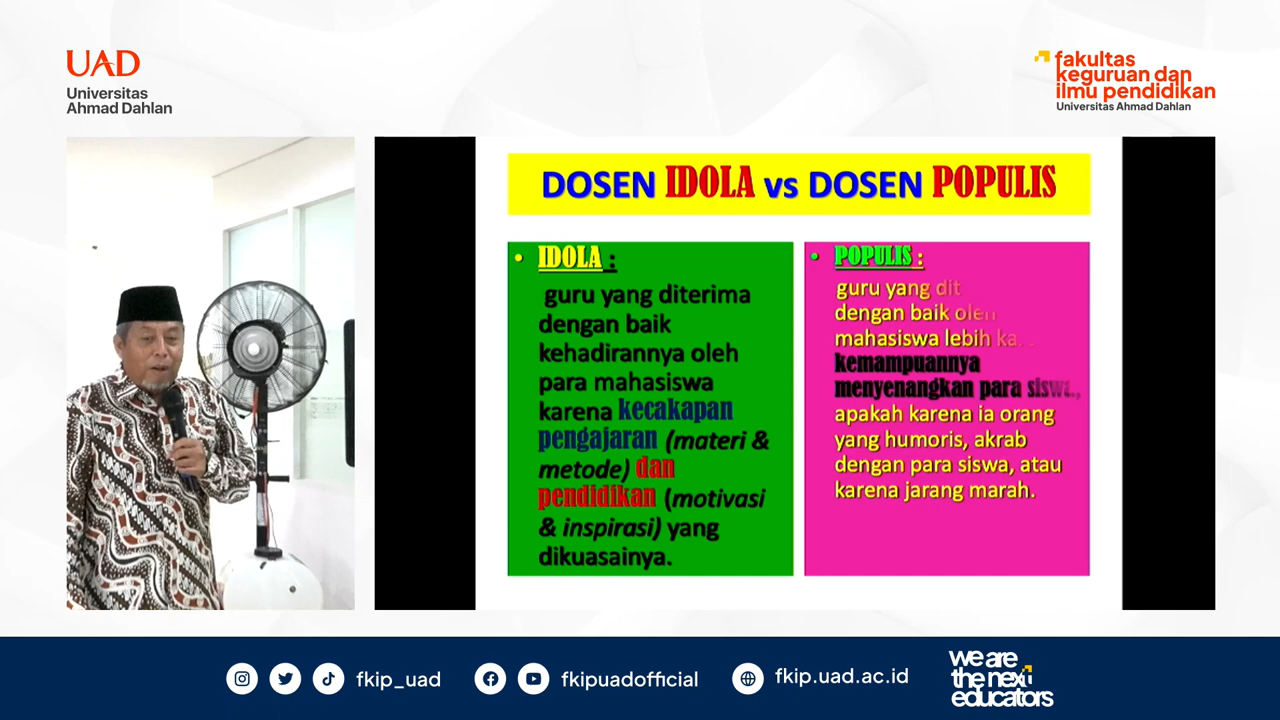 UAD
Universitas
Ahmad Dahlan
fakultas
keguruan dan
ilmu pendidikan
Universitas Ahmad Dahlan
DOSEN IDOLA vs DOSEN POPULIS
• IDOLA :
guru yang diterima
dengan baik
kehadirannya oleh
para mahasiswa
karena kecakapan
pengajaran (materi &
metode) dan
pendidikan (motivasi
& inspirasi) yang
dikuasainya.
• POPULIS :
guru yang dit
dengan baik oleh
mahasiswa lebih ka
kemampuannya
menyenangkan para siswa,
apakah karena ia orang
yang humoris, akrab
dengan para siswa, atau
karena jarang marah.
fkip_uad
fkipuadofficial
fkip.uad.ac.id
we are
the next
educators